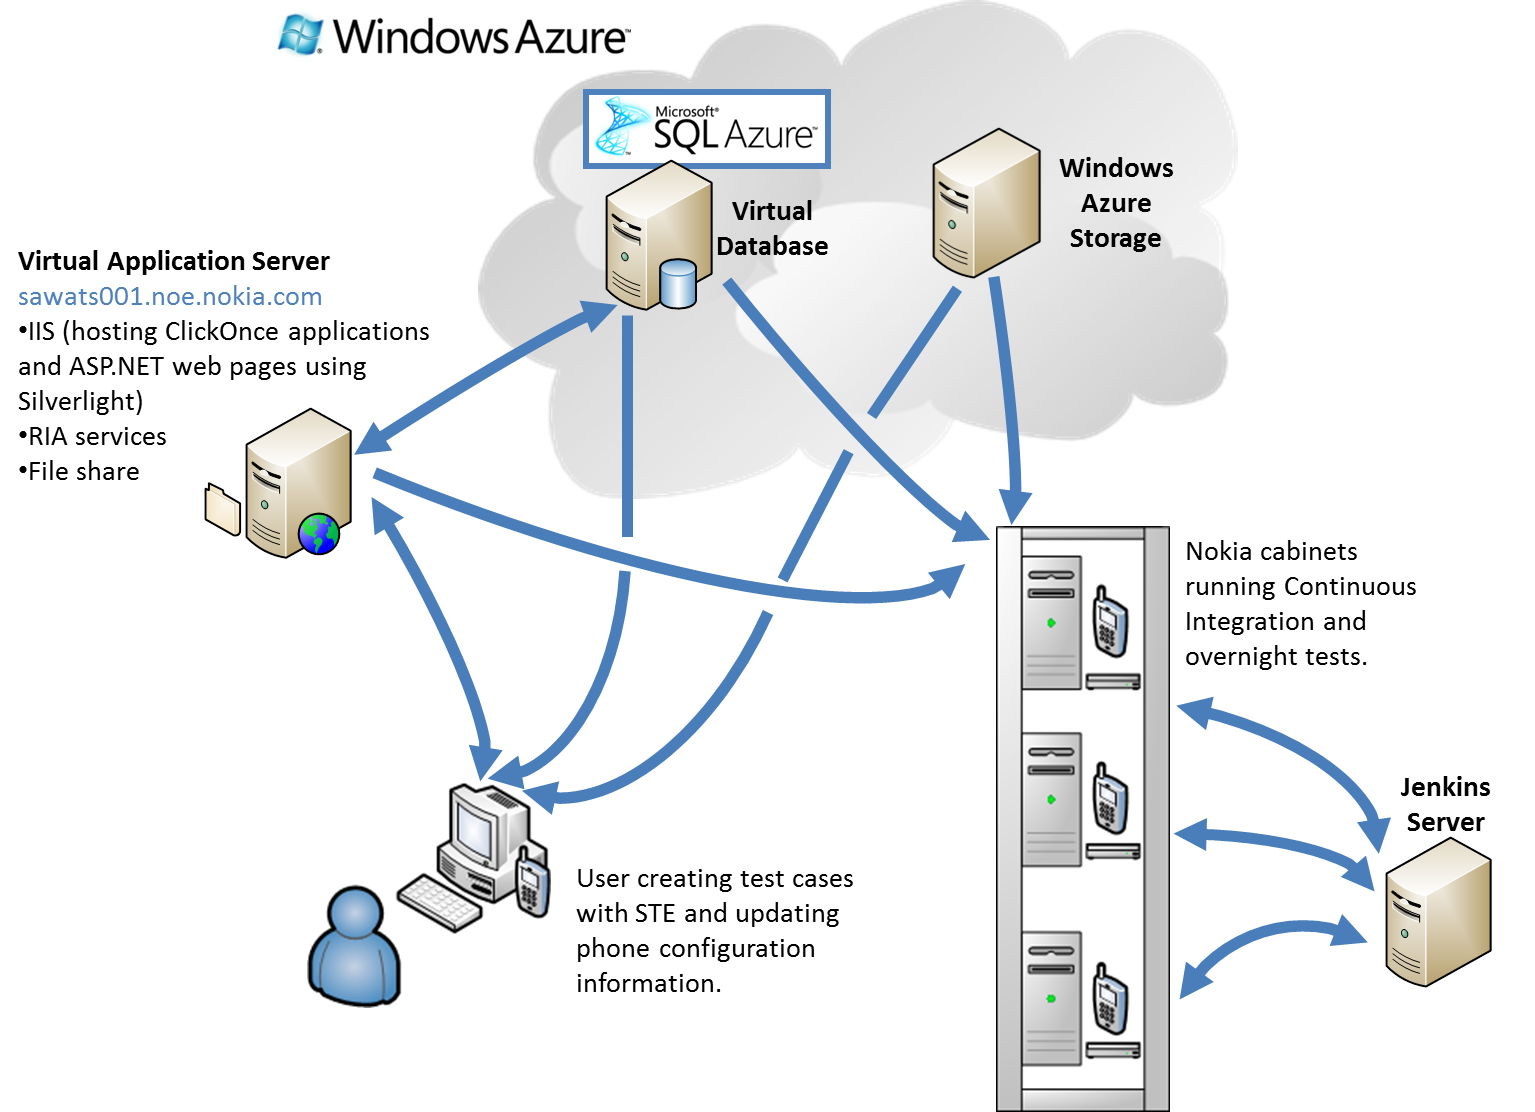 Windows Azure™
Microsoft®
SQL Azure™
Virtual
Database
Windows
Azure
Storage
Virtual Application Server
sawats001.noe.nokia.com
•IIS (hosting ClickOnce applications
and ASP.NET web pages using
Silverlight)
•RIA services
•File share
Nokia cabinets
running Continuous
Integration and
overnight tests.
Jenkins
Server
User creating test cases
with STE and updating
phone configuration
information.